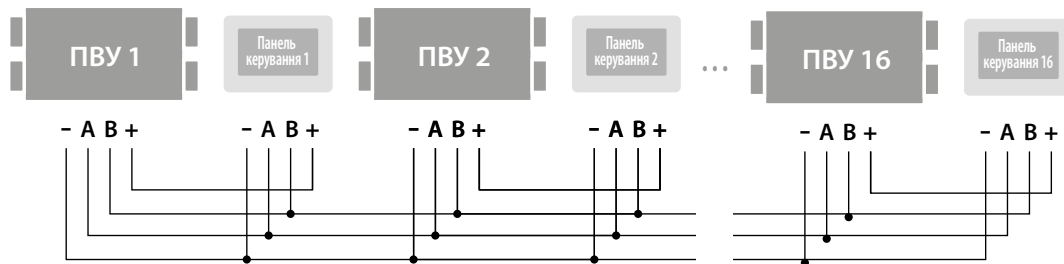 ПВУ 1
Панель
керування 1
ПВУ 2
Панель
керування 2
...
ПВУ 16
Панель
керування 16
- A B +
- A B +
- A B +
- A B +
- A B +
- A B +